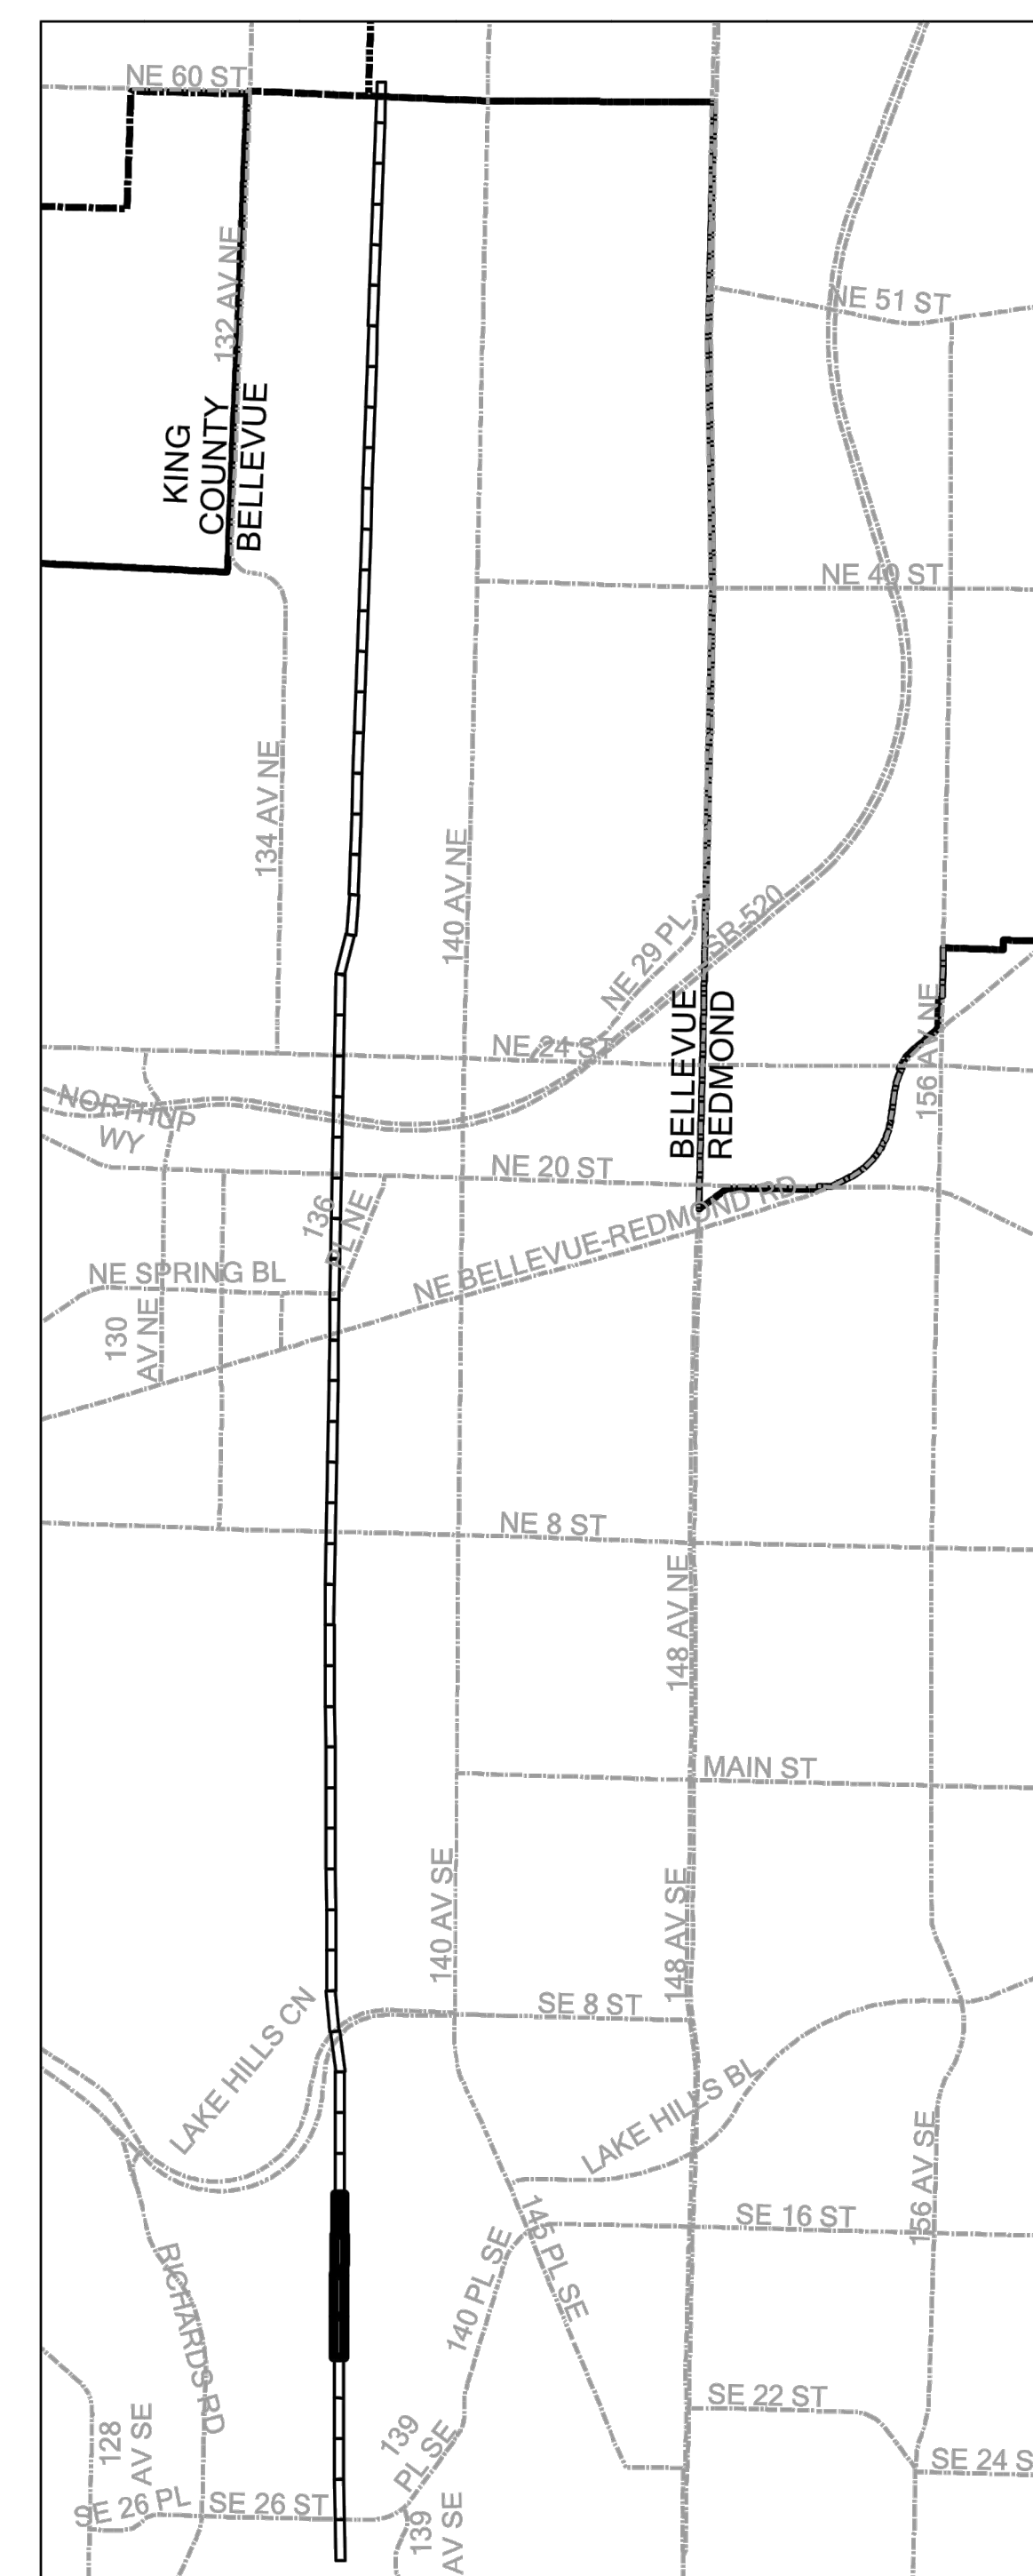 NE 60 ST
132 AV NE
NE 51 ST
KING
COUNTY
BELLEVUE
NE 40 ST
134 AV NE
140 AV NE
NE 29 PL
SR-520
BELLEVUE
REDMOND
156 AV NE
NE 24 ST
NORTHUP
WY
NE 20 ST
136
PL NE
NE BELLEVUE-REDMOND RD
NE SPRING BL
130
AV NE
NE 8 ST
148 AV NE
MAIN ST
140 AV SE
148 AV SE
SE 8 ST
LAKE HILLS CN
LAKE HILLS BL
156 AV SE
SE 16 ST
145 PL SE
140 PL SE
RICHARDS RD
SE 22 ST
128
AV SE
139
PL SE
SE 24 S
SE 26 PL
SE 26 ST
139
AV SE